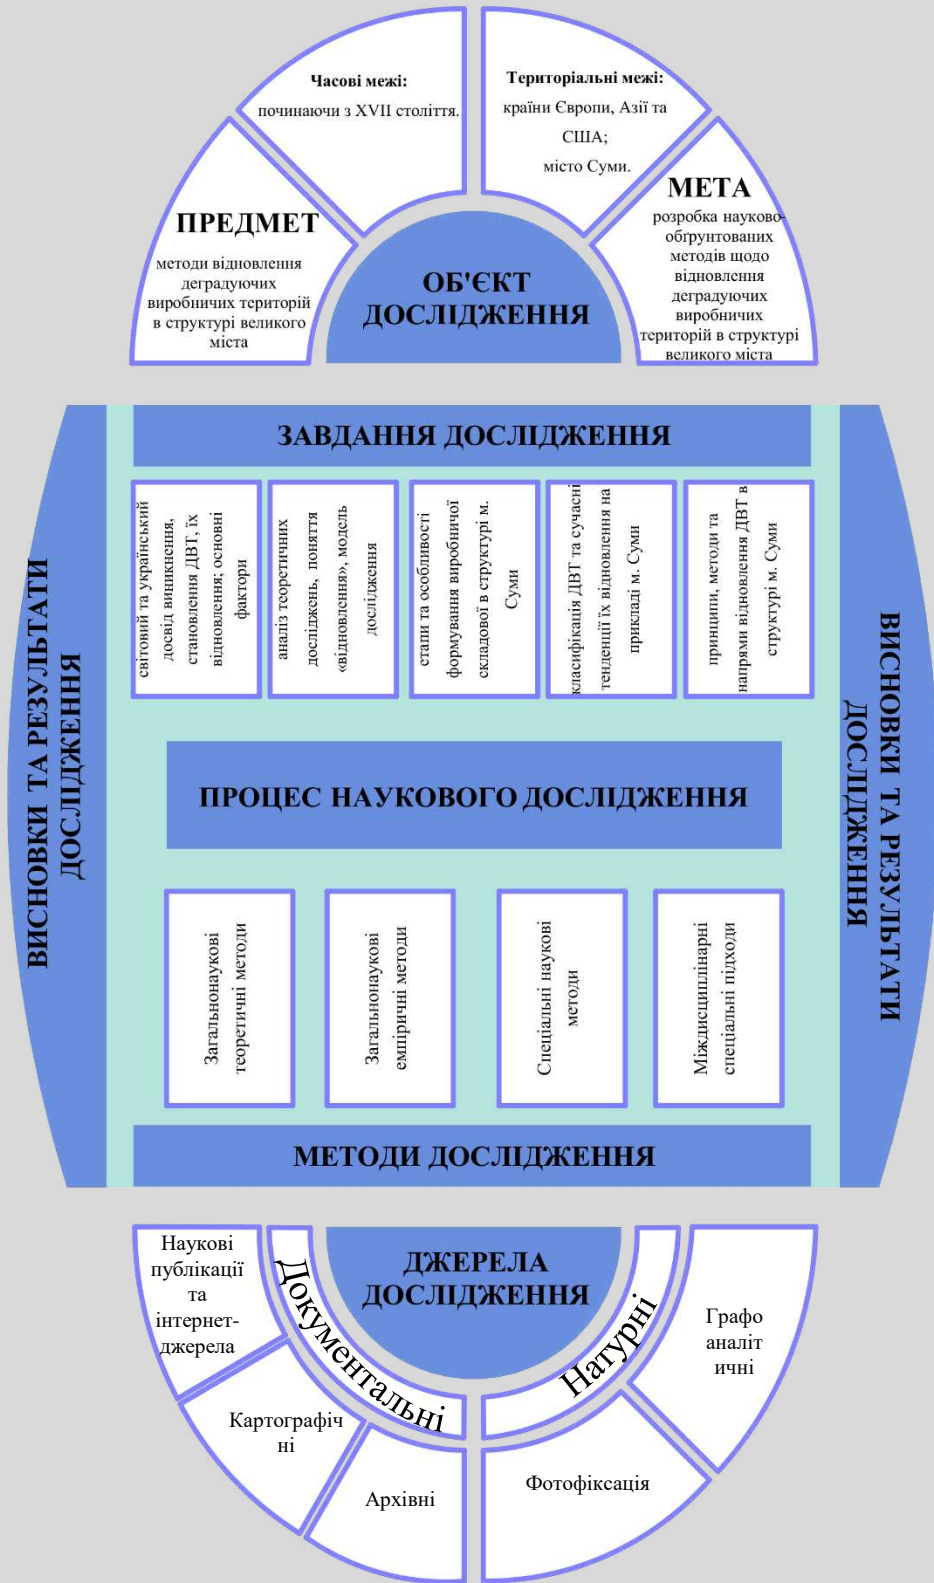 Часові межі:
починаючи з XVII століття.
Територіальні межі:
країни Європи, Азії та
США;
місто Суми.
ПРЕДМЕТ
методи відновлення
деградуючих
виробничих територій
в структурі великого
міста
МЕТА
розробка науково-
обґрунтованих
методів щодо
відновлення
деградуючих
виробничих
територій в структурі
великого міста
ОБ'ЄКТ
ДОСЛІДЖЕННЯ
ВИСНОВКИ ТА РЕЗУЛЬТАТИ
ДОСЛІДЖЕННЯ
ЗАВДАННЯ ДОСЛІДЖЕННЯ
світовий та український
досвід виникнення,
становлення ДВТ, їх
відновлення; основні
фактори
аналіз теоретичних
досліджень, поняття
«відновлення», модель
дослідження
етапи та особливості
формування виробничої
складової в структурі м.
Суми
класифікація ДВТ та сучасні
тенденції їх відновлення на
прикладі м. Суми
принципи, методи та
напрями відновлення ДВТ в
структурі м. Суми
ВИСНОВКИ ТА РЕЗУЛЬТАТИ
ДОСЛІДЖЕННЯ
ПРОЦЕС НАУКОВОГО ДОСЛІДЖЕННЯ
Загальнонаукові
теоретичні методи
Загальнонаукові
емпіричні методи
Спеціальні наукові
методи
Міждисциплінарні
спеціальні підходи
МЕТОДИ ДОСЛІДЖЕННЯ
ДЖЕРЕЛА
ДОСЛІДЖЕННЯ
Документальні
Натурні
Наукові
публікації
та
інтернет-
джерела
Картографіч
ні
Архівні
Фотофіксація
Графо
аналіт
ичні